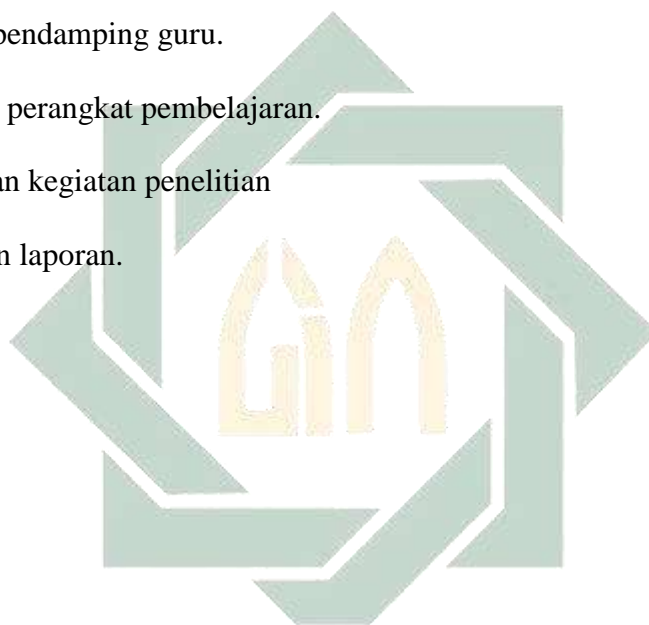 pendamping guru.
perangkat pembelajaran.
an kegiatan penelitian
n laporan.